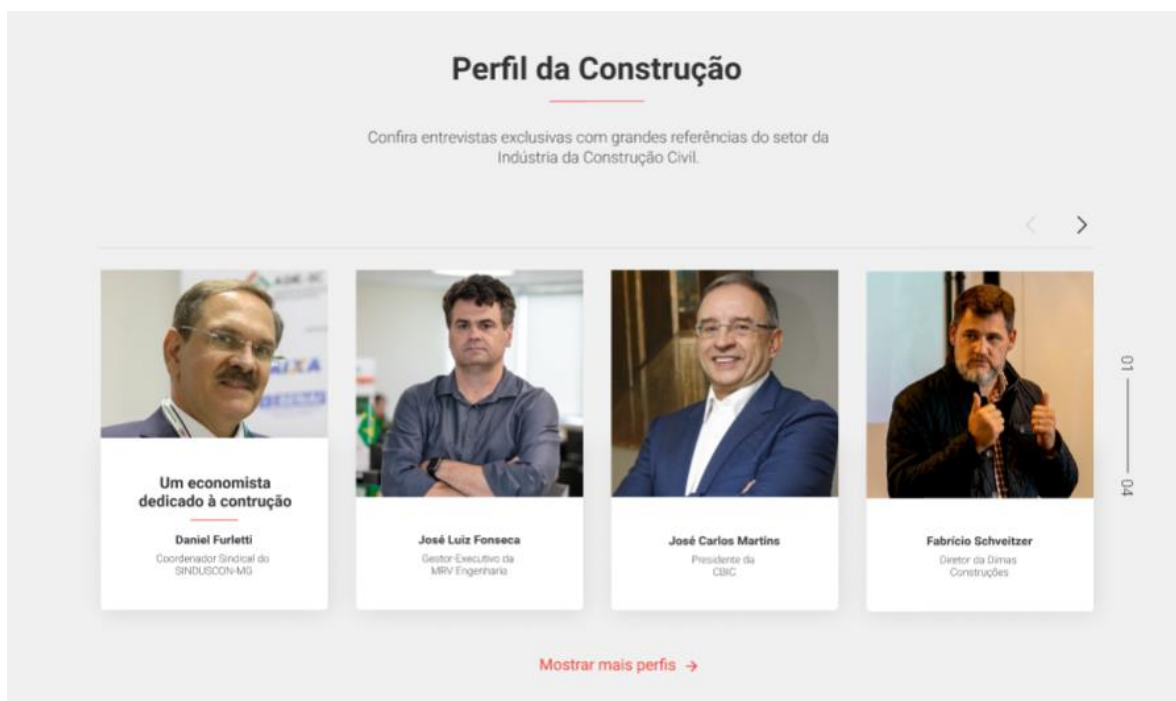 Perfil da Construção
Confira entrevistas exclusivas com grandes referências do setor da
Indústria da Construção Civil.
Um economista
dedicado à contrução
Daniel Furletti
Coordenador Sindical do
SINDUSCON-MG
José Luiz Fonseca
Gestor-Executivo da
MRV Engenharia
José Carlos Martins
Presidente da
CBIC
Fabrício Schveitzer
Diretor da Dimas
Construções
01
04
Mostrar mais perfis →